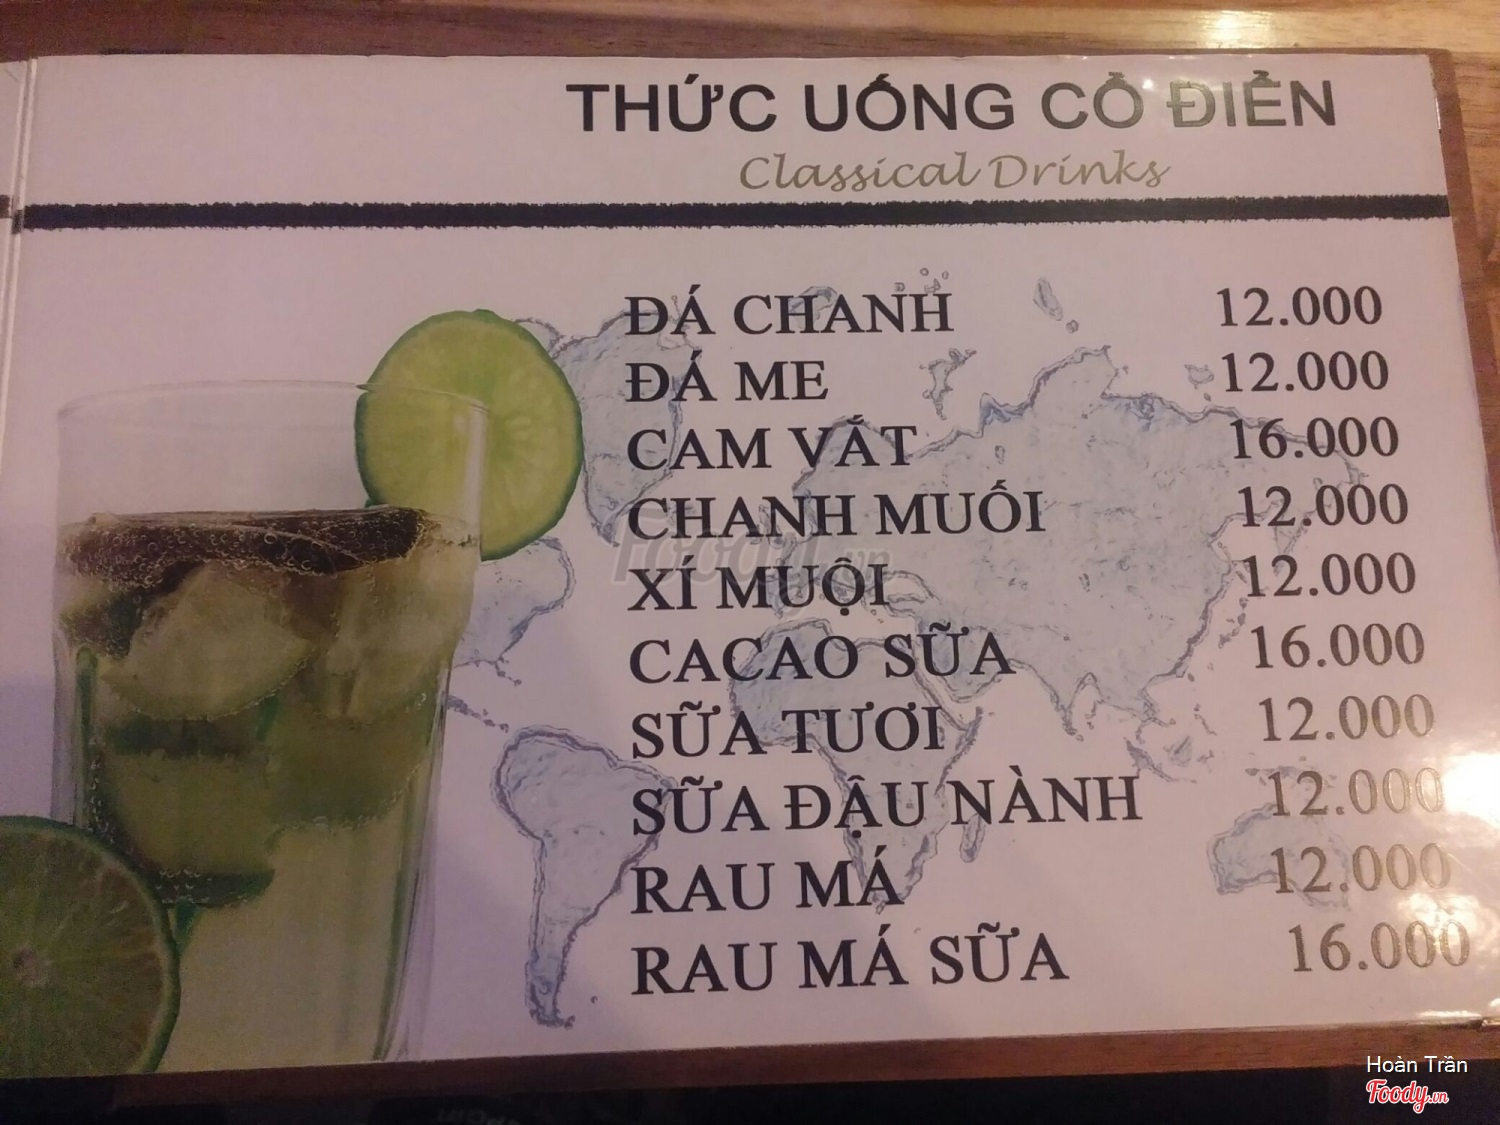 THỨC UỐNG CỔ ĐIỂN
Classical Drinks
ĐÁ CHANH 12.000
ĐÁ ME 12.000
CAM VẮT 16.000
CHANH MUỐI 12.000
XÍ MUỘI 12.000
CACAO SỮA 16.000
SỮA TƯƠI 12.000
SỮA ĐẬU NÀNH 12.000
RAU MÁ 12.000
RAU MÁ SỮA 16.000
Foody.vn
Hoàn Trần
Foody.vn